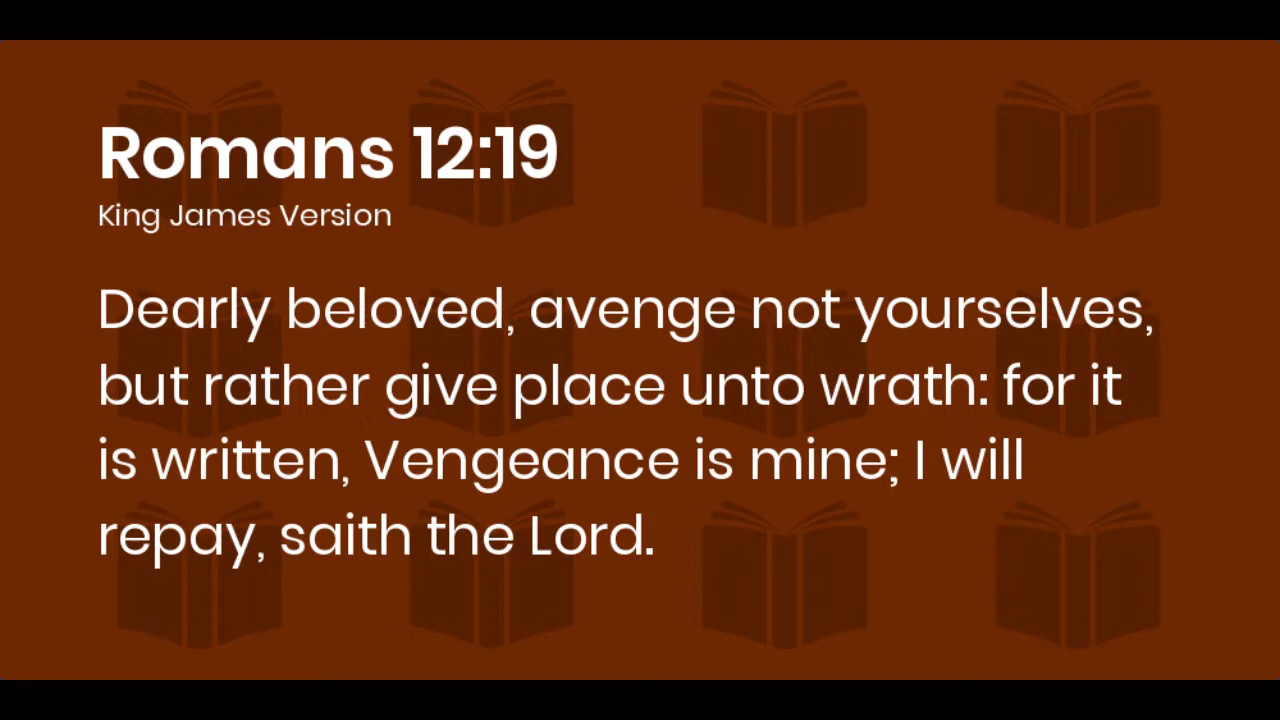 Romans 12:19
King James Version
Dearly beloved, avenge not yourselves,
but rather give place unto wrath: for it
is written, Vengeance is mine; I will
repay, saith the Lord.